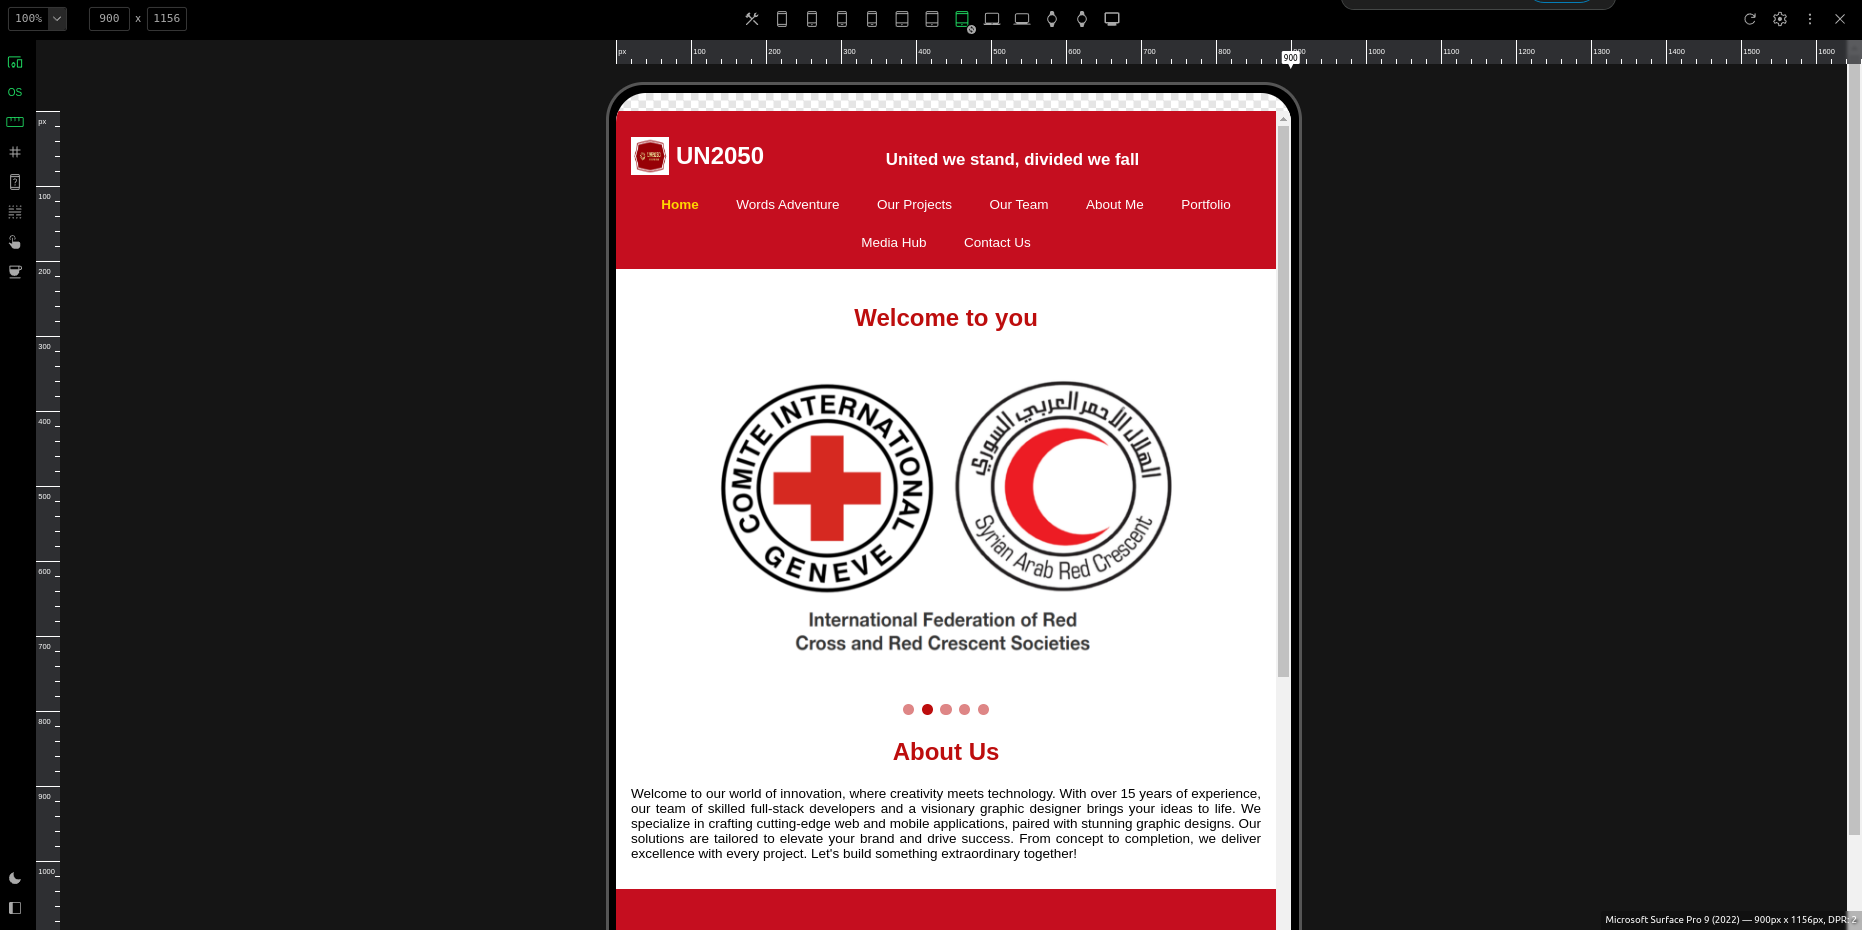 100%
900 x 1156
px 100 200 300 400 500 600 700 800 900 1000 1100 1200 1300 1400 1500 1600
900
OS
px
100
200
300
400
500
600
700
800
900
1000
UN2050
United we stand, divided we fall
Home Words Adventure Our Projects Our Team About Me Portfolio
Media Hub Contact Us
Welcome to you
COMITE INTERNATIONAL GENEVE
الهلال الأحمر العربي السوري
Syrian Arab Red Crescent
International Federation of Red
Cross and Red Crescent Societies
About Us
Welcome to our world of innovation, where creativity meets technology. With over 15 years of experience,
our team of skilled full-stack developers and a visionary graphic designer brings your ideas to life. We
specialize in crafting cutting-edge web and mobile applications, paired with stunning graphic designs. Our
solutions are tailored to elevate your brand and drive success. From concept to completion, we deliver
excellence with every project. Let's build something extraordinary together!
Microsoft Surface Pro 9 (2022) — 900px x 1156px, DPR: 2